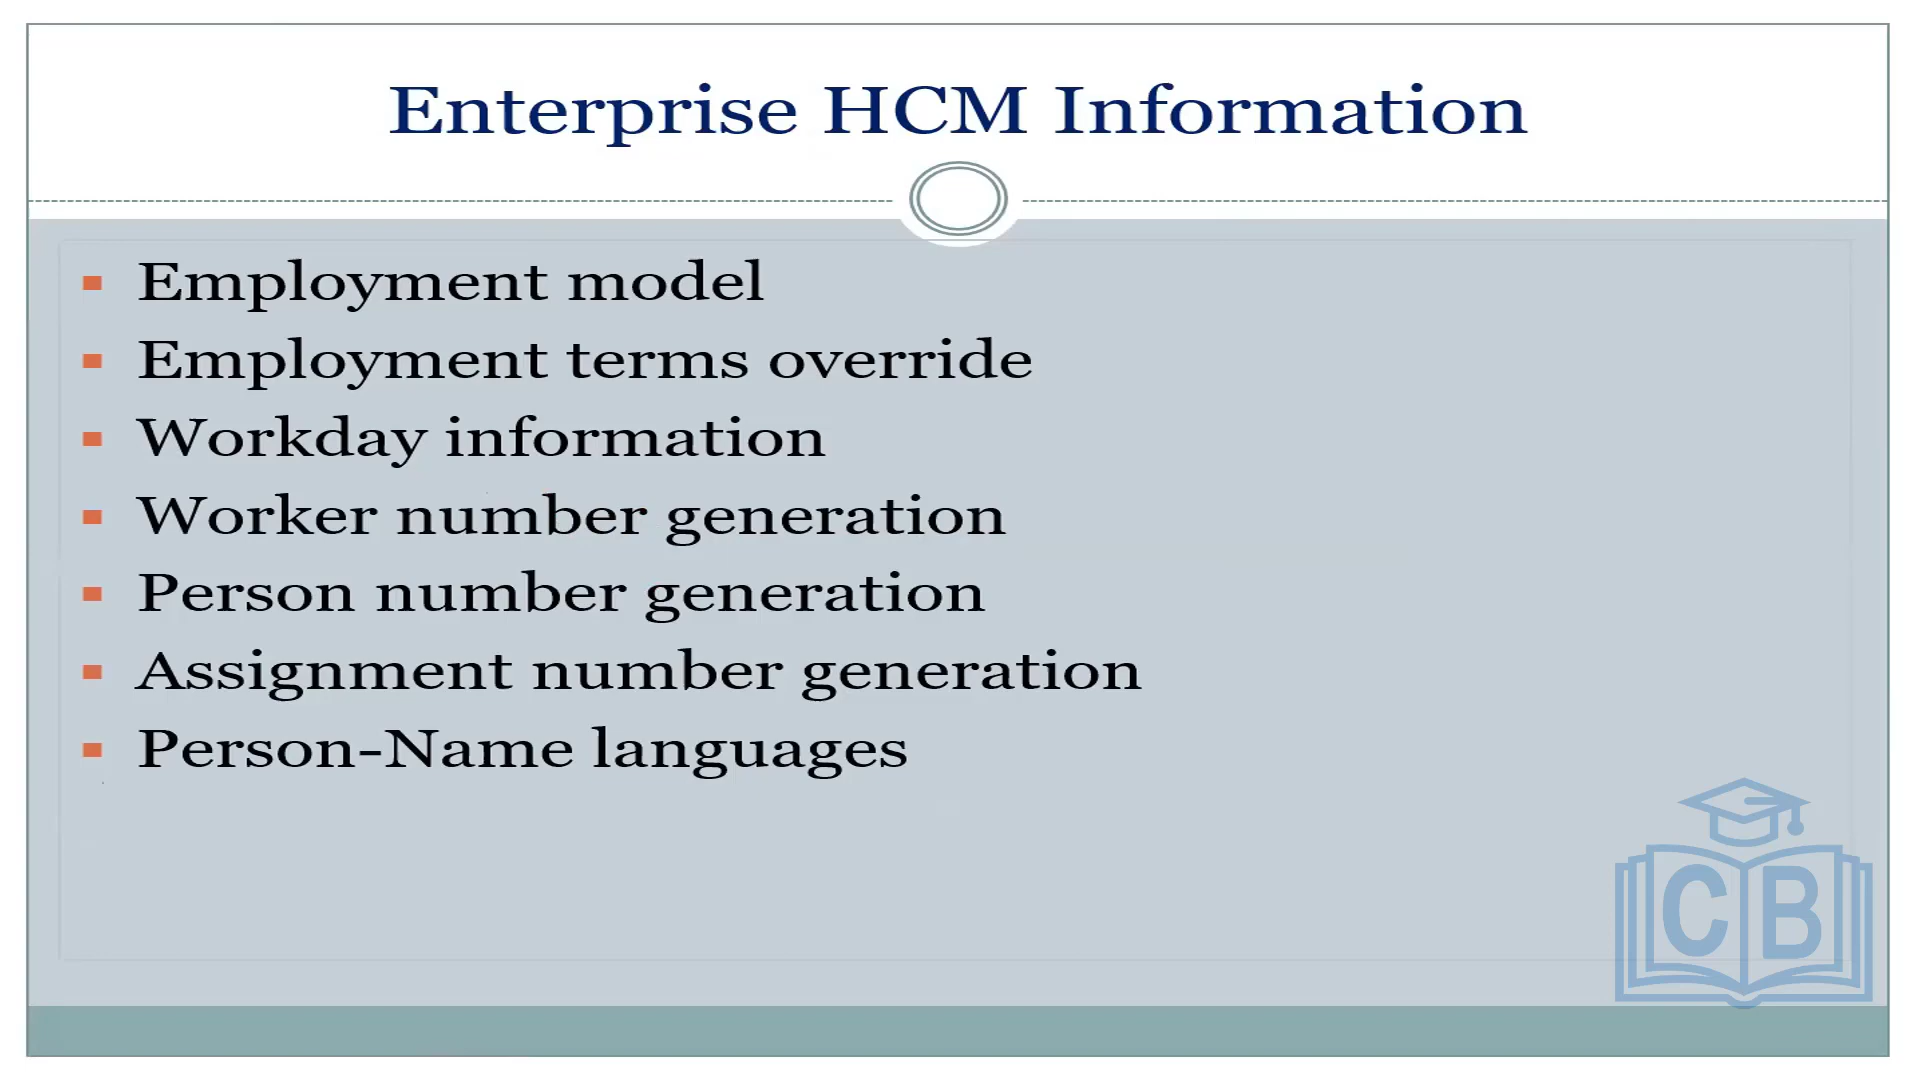 Enterprise HCM Information
Employment model
Employment terms override
Workday information
Worker number generation
Person number generation
Assignment number generation
Person-Name languages
CB